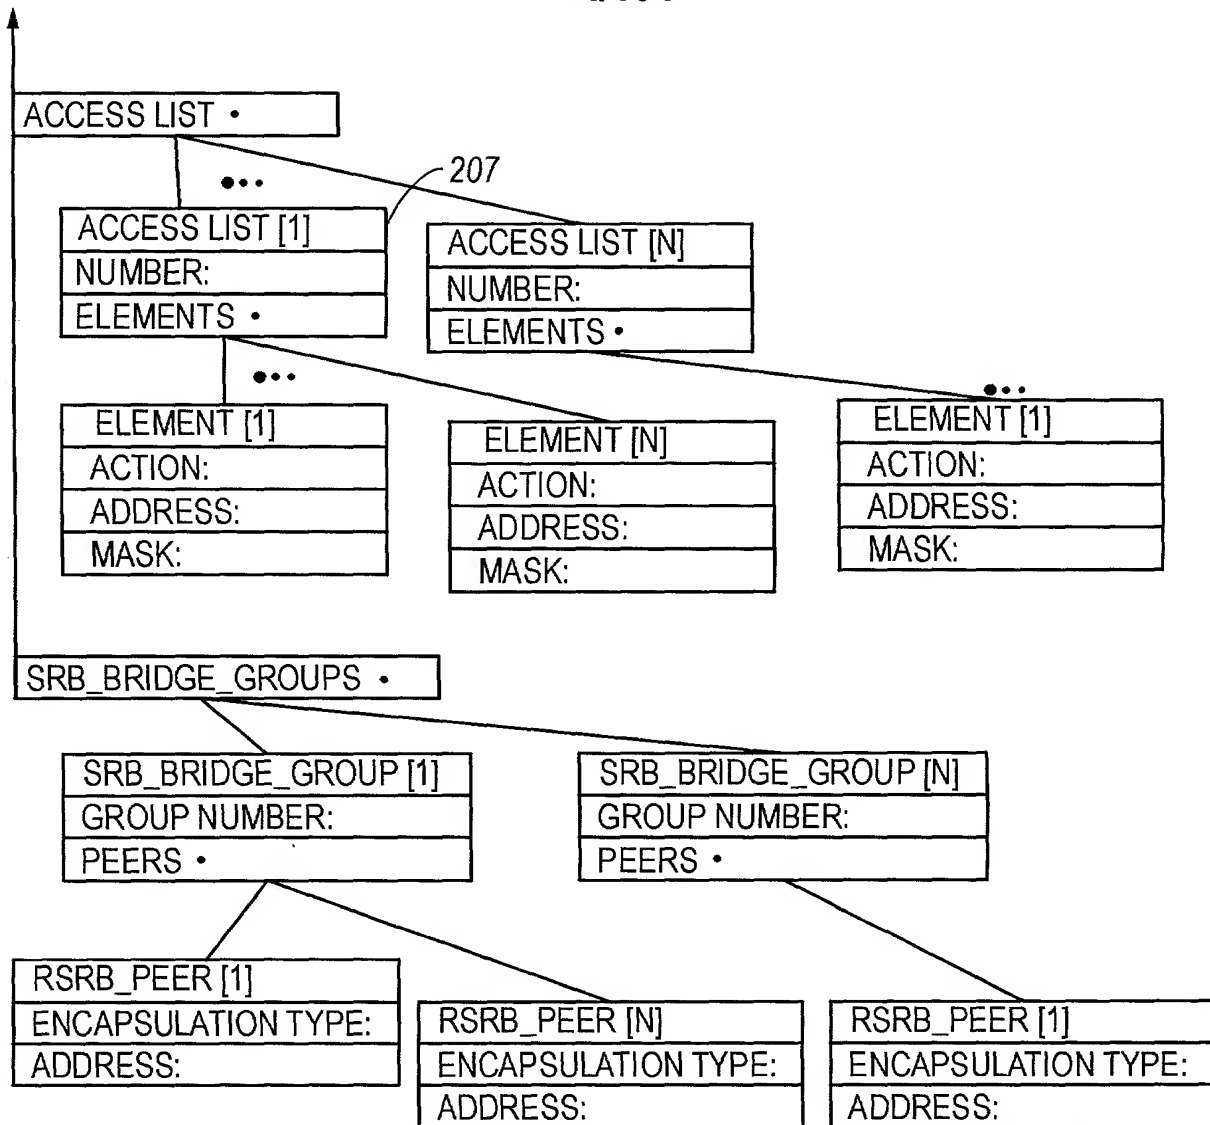 ACCESS LIST •
207
ACCESS LIST [1]
NUMBER:
ELEMENTS •
ACCESS LIST [N]
NUMBER:
ELEMENTS •
ELEMENT [1]
ACTION:
ADDRESS:
MASK:
ELEMENT [N]
ACTION:
ADDRESS:
MASK:
ELEMENT [1]
ACTION:
ADDRESS:
MASK:
SRB_BRIDGE_GROUPS •
SRB_BRIDGE_GROUP [1]
GROUP NUMBER:
PEERS •
SRB_BRIDGE_GROUP [N]
GROUP NUMBER:
PEERS •
RSRB_PEER [1]
ENCAPSULATION TYPE:
ADDRESS:
RSRB_PEER [N]
ENCAPSULATION TYPE:
ADDRESS:
RSRB_PEER [1]
ENCAPSULATION TYPE:
ADDRESS: